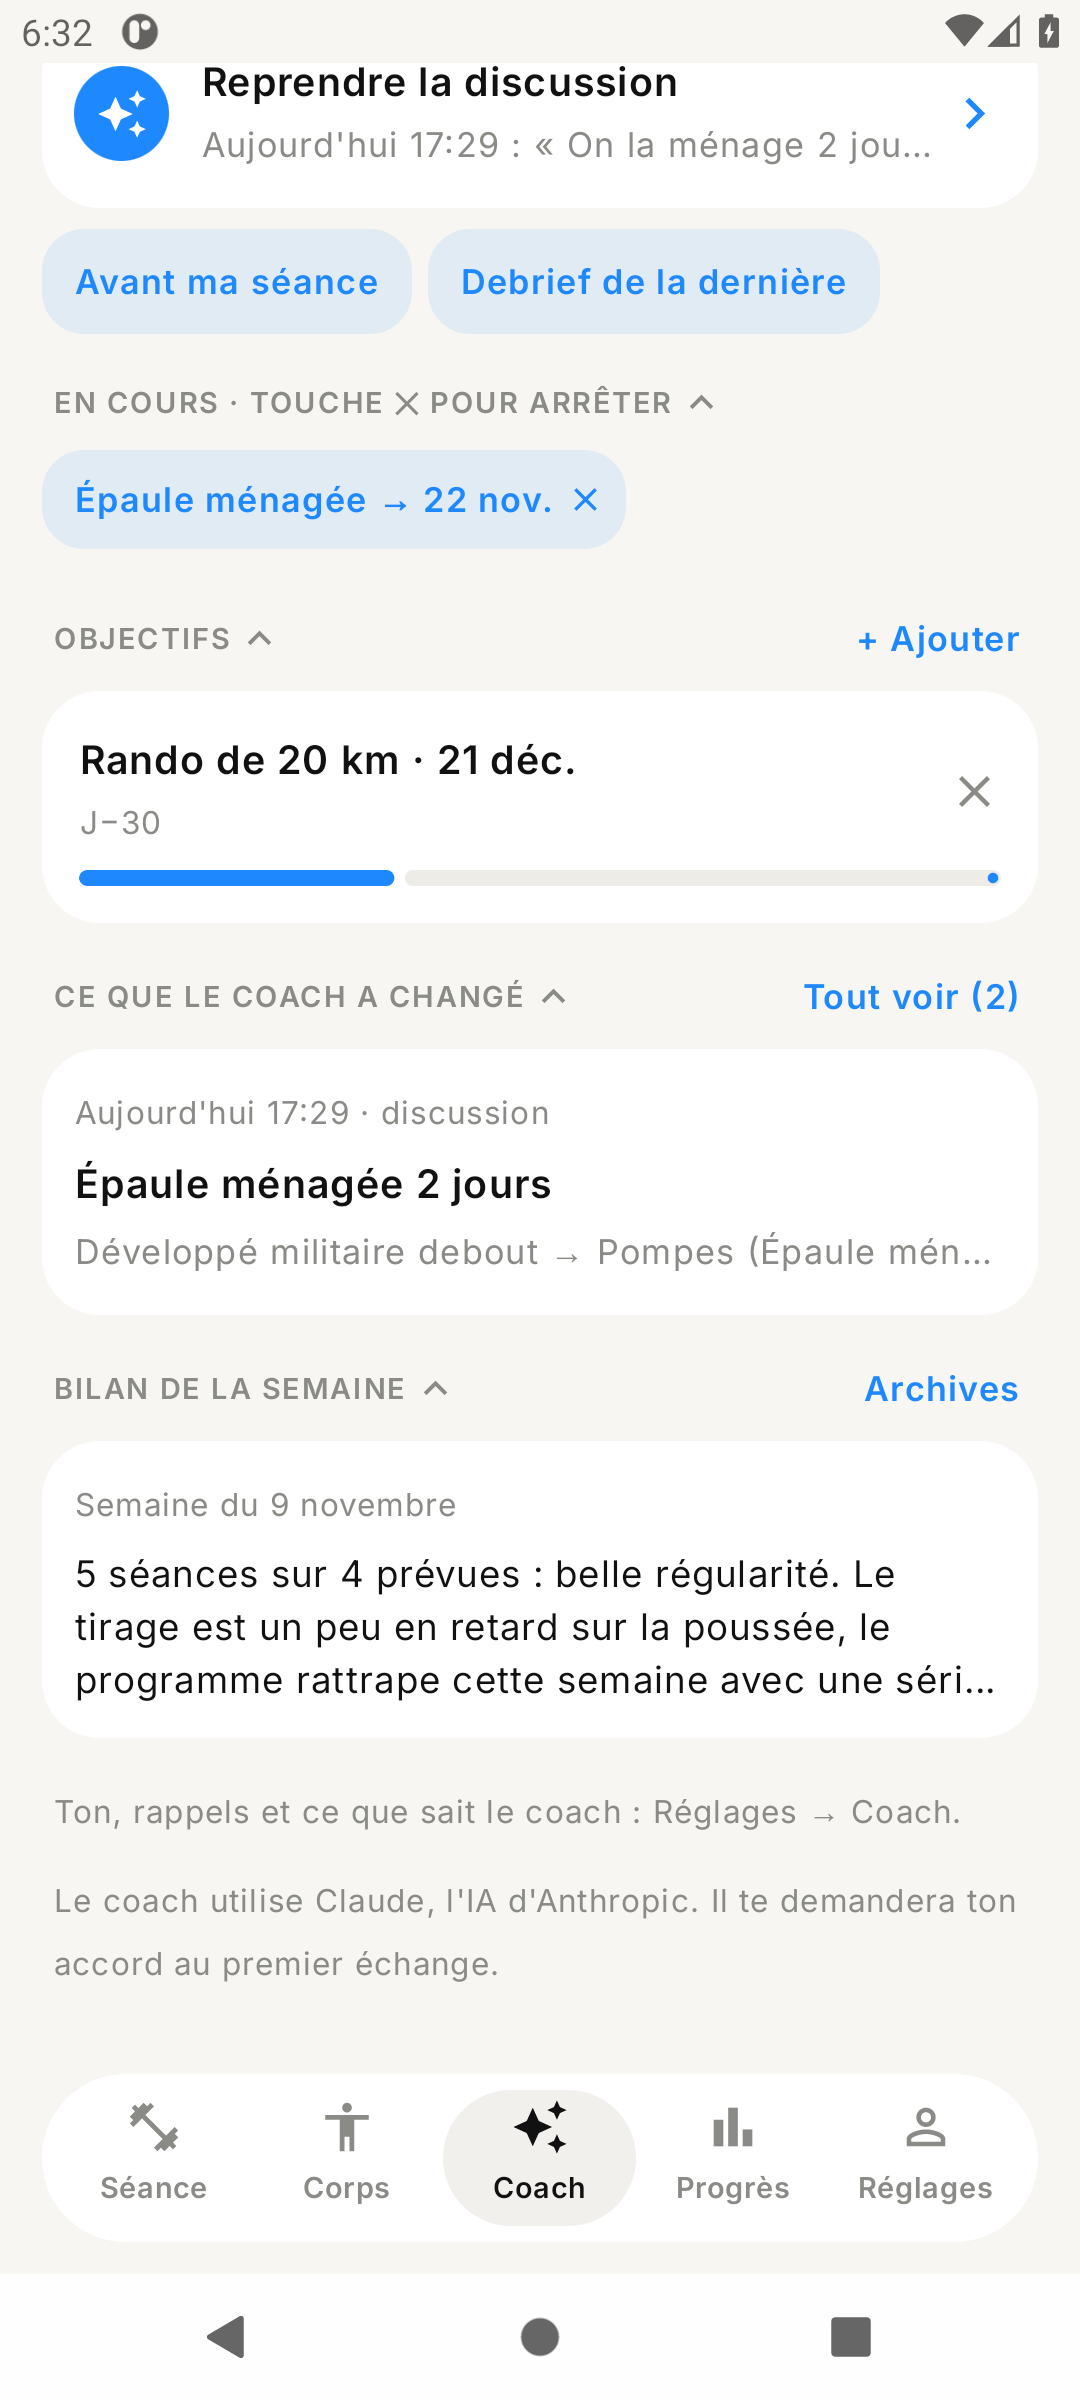 6:32
Reprendre la discussion
Aujourd'hui 17:29 : « On la ménage 2 jou...
Avant ma séance
Debrief de la dernière
EN COURS · TOUCHE × POUR ARRÊTER
Épaule ménagée → 22 nov. ×
OBJECTIFS
+ Ajouter
Rando de 20 km · 21 déc.
J−30
CE QUE LE COACH A CHANGÉ
Tout voir (2)
Aujourd'hui 17:29 · discussion
Épaule ménagée 2 jours
Développé militaire debout → Pompes (Épaule mén...
BILAN DE LA SEMAINE
Archives
Semaine du 9 novembre
5 séances sur 4 prévues : belle régularité. Le
tirage est un peu en retard sur la poussée, le
programme rattrape cette semaine avec une séri...
Ton, rappels et ce que sait le coach : Réglages → Coach.
Le coach utilise Claude, l'IA d'Anthropic. Il te demandera ton
accord au premier échange.
Séance
Corps
Coach
Progrès
Réglages